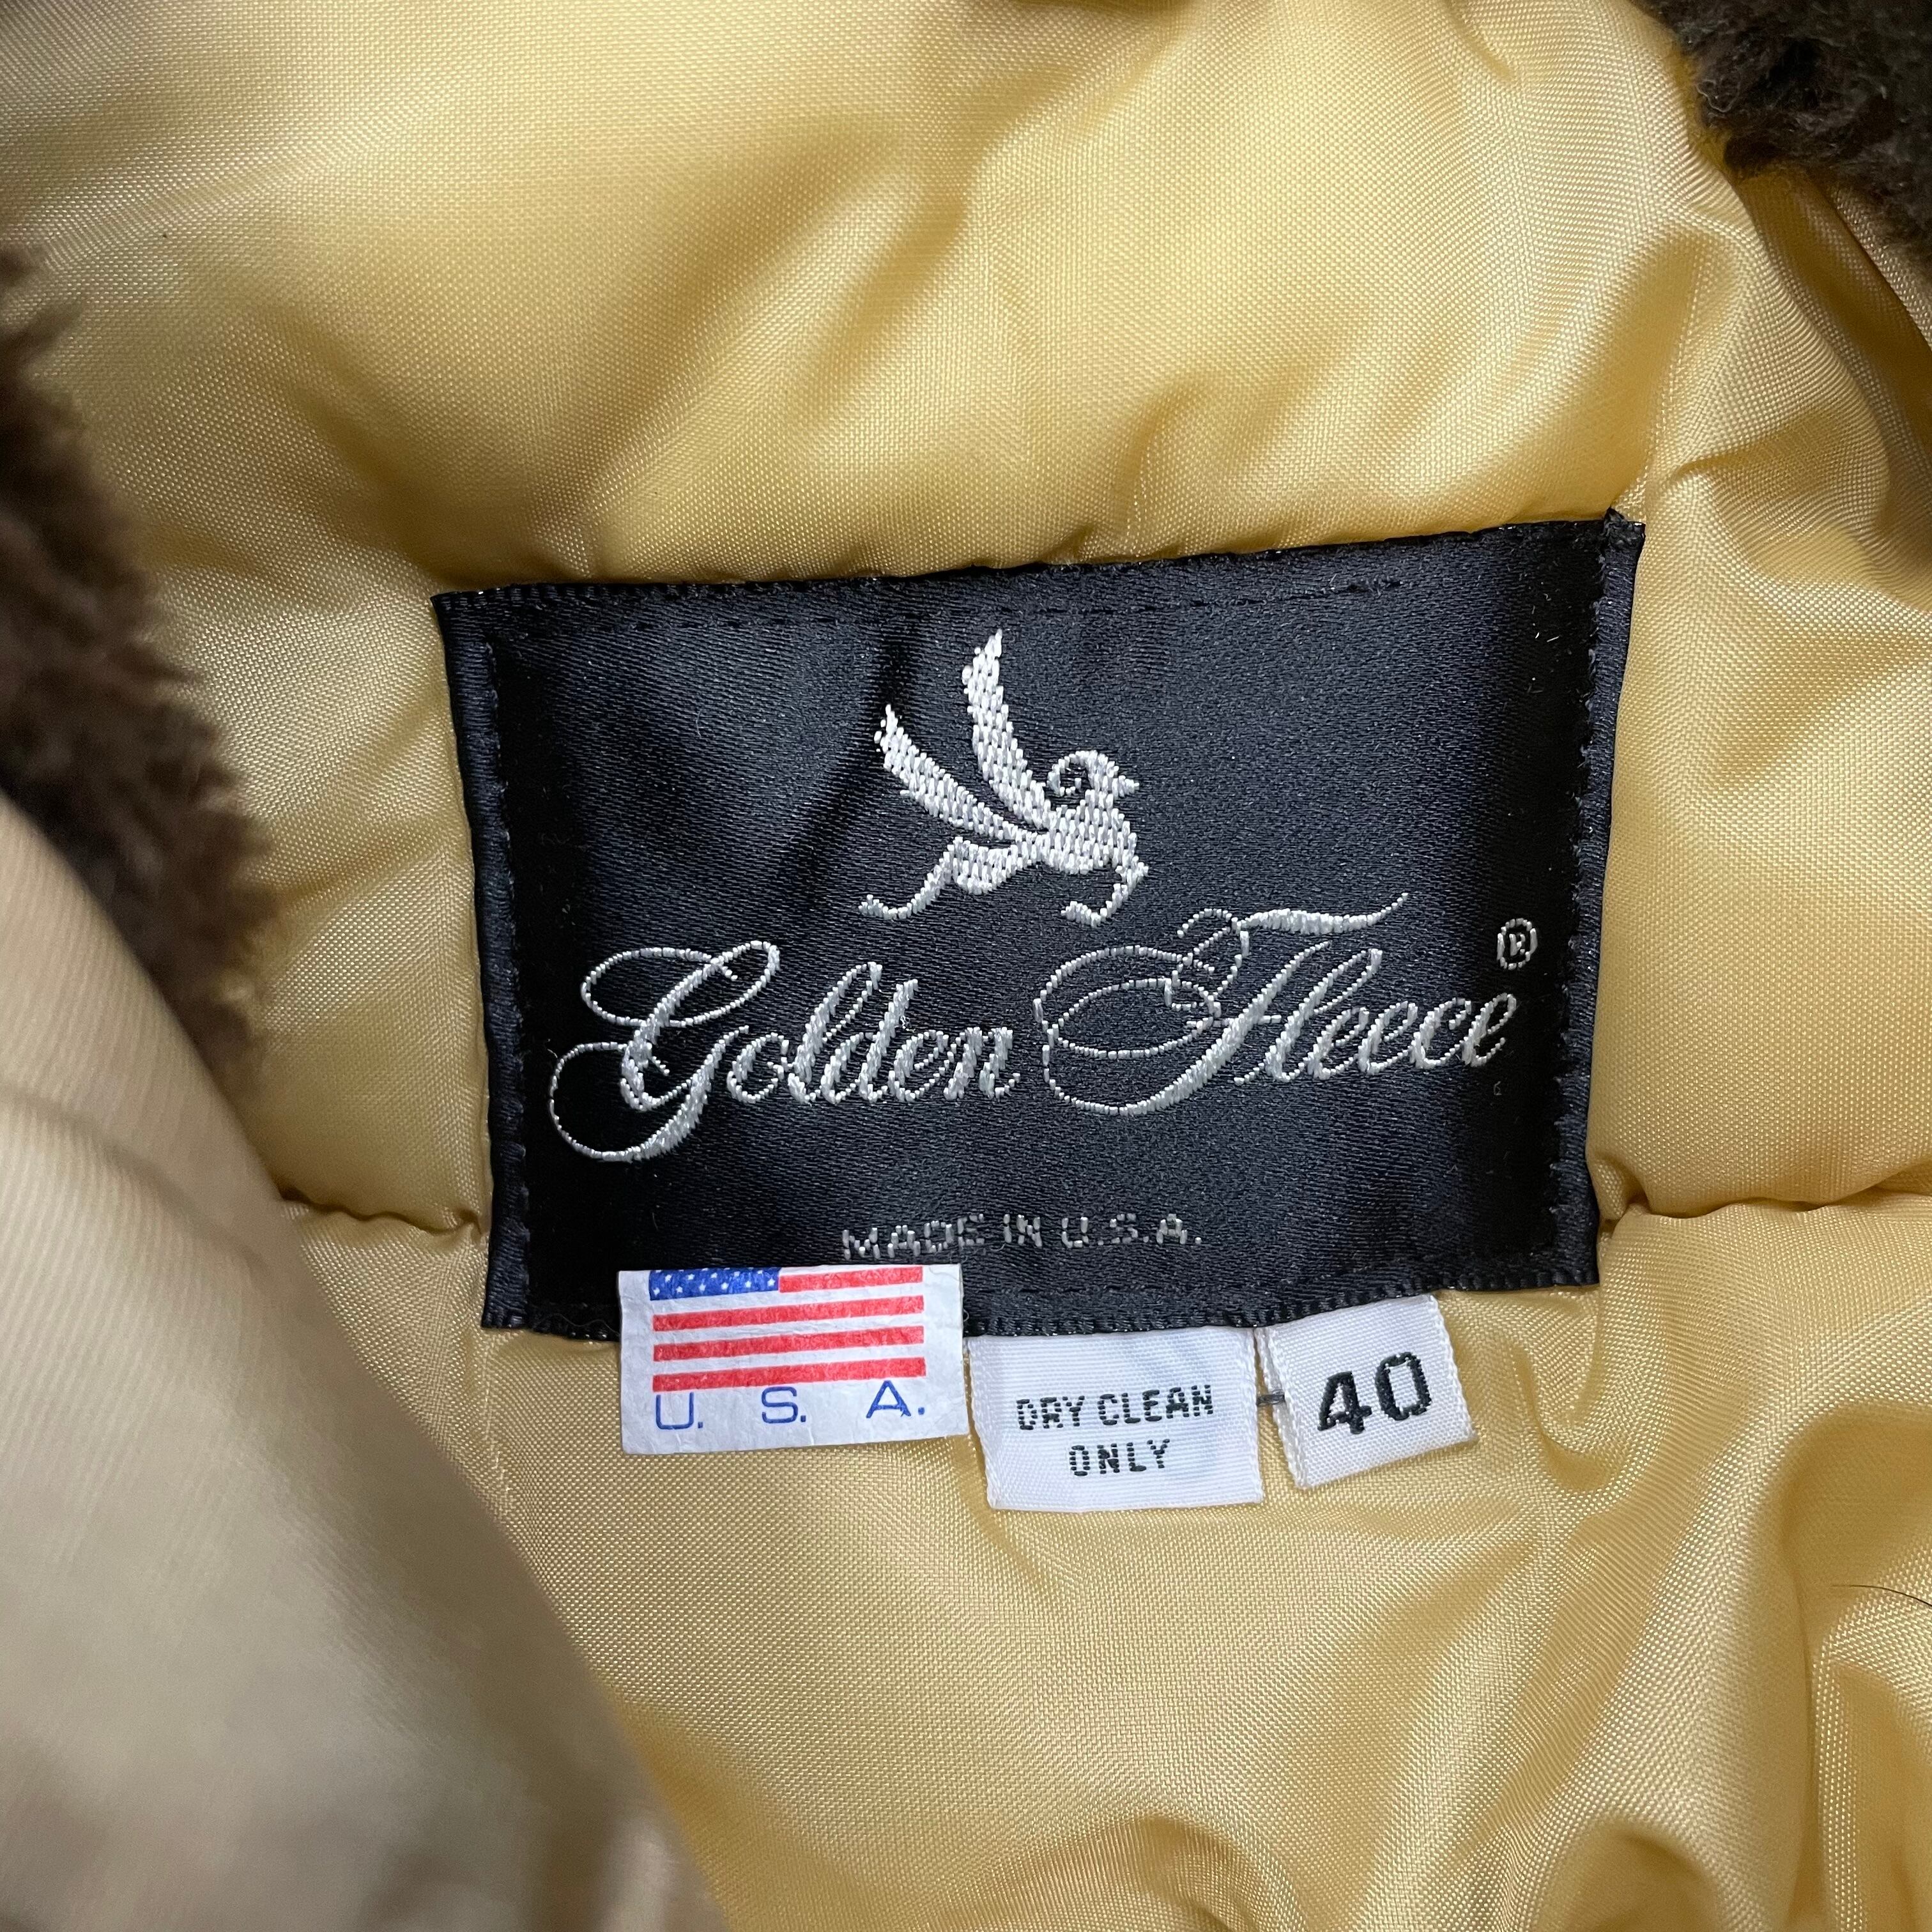 Golden Fleece ®
MADE IN U.S.A.
U. S. A.
DRY CLEAN
ONLY
40